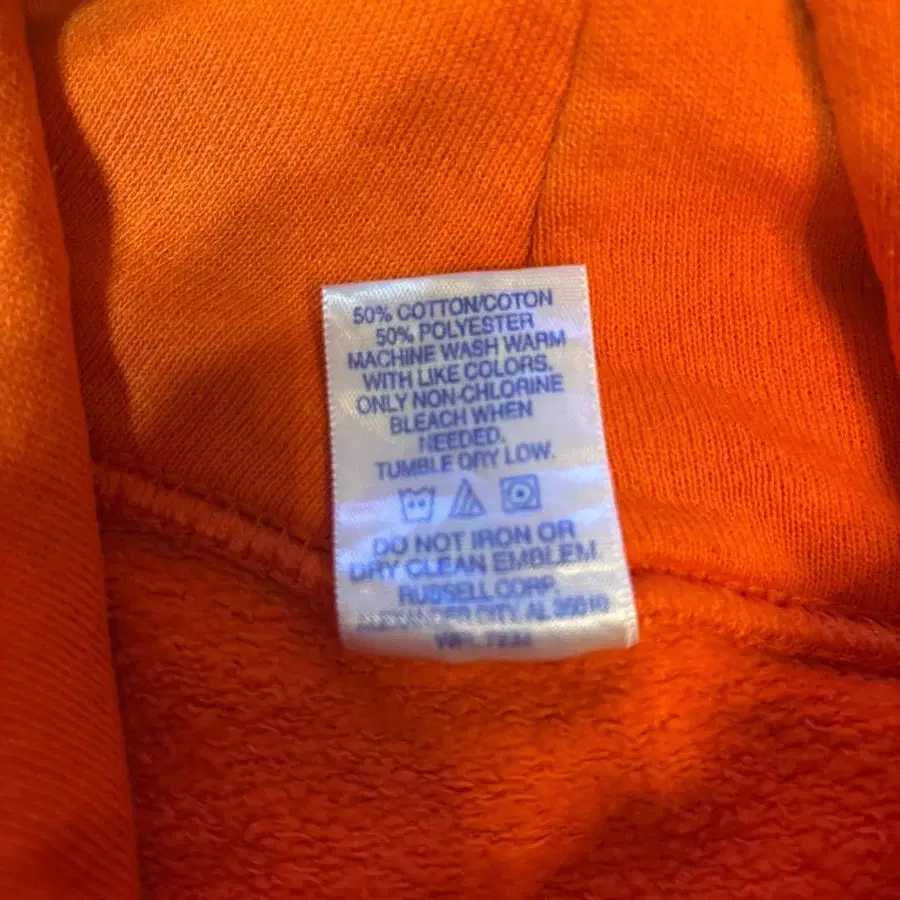 50% COTTON/COTON
50% POLYESTER
MACHINE WASH WARM
WITH LIKE COLORS.
ONLY NON-CHLORINE
BLEACH WHEN
NEEDED.
TUMBLE DRY LOW.
DO NOT IRON OR
DRY CLEAN EMBLEM
RUSSELL CORP.
ALEXANDER CITY, AL 35010